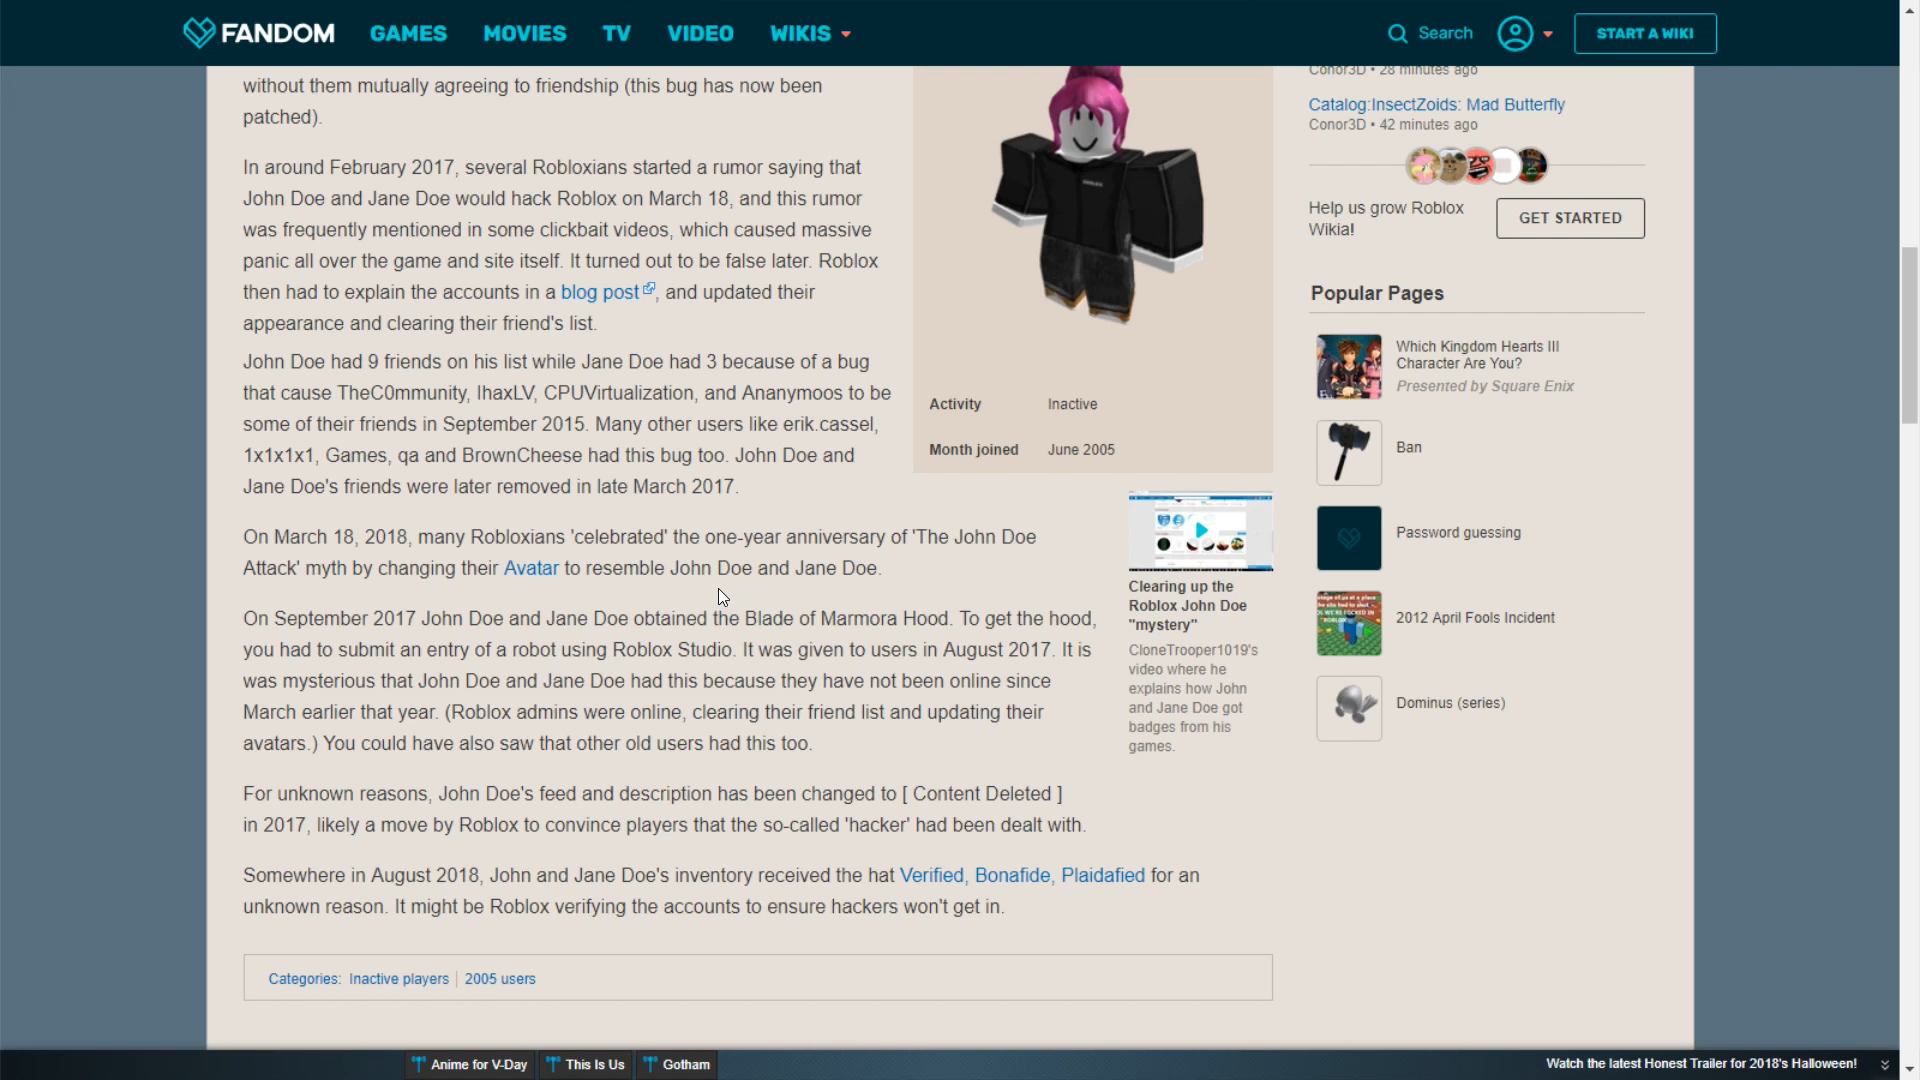 FANDOM
GAMES
MOVIES
TV
VIDEO
WIKIS
Search
START A WIKI
without them mutually agreeing to friendship (this bug has now been
patched).
In around February 2017, several Robloxians started a rumor saying that
John Doe and Jane Doe would hack Roblox on March 18, and this rumor
was frequently mentioned in some clickbait videos, which caused massive
panic all over the game and site itself. It turned out to be false later. Roblox
then had to explain the accounts in a blog post, and updated their
appearance and clearing their friend's list.
John Doe had 9 friends on his list while Jane Doe had 3 because of a bug
that cause TheC0mmunity, IhaxLV, CPUVirtualization, and Ananymoos to be
some of their friends in September 2015. Many other users like erik.cassel,
1x1x1x1, Games, qa and BrownCheese had this bug too. John Doe and
Jane Doe's friends were later removed in late March 2017.
On March 18, 2018, many Robloxians 'celebrated' the one-year anniversary of 'The John Doe
Attack' myth by changing their Avatar to resemble John Doe and Jane Doe.
On September 2017 John Doe and Jane Doe obtained the Blade of Marmora Hood. To get the hood,
you had to submit an entry of a robot using Roblox Studio. It was given to users in August 2017. It is
was mysterious that John Doe and Jane Doe had this because they have not been online since
March earlier that year. (Roblox admins were online, clearing their friend list and updating their
avatars.) You could have also saw that other old users had this too.
For unknown reasons, John Doe's feed and description has been changed to [ Content Deleted ]
in 2017, likely a move by Roblox to convince players that the so-called 'hacker' had been dealt with.
Somewhere in August 2018, John and Jane Doe's inventory received the hat Verified, Bonafide, Plaidafied for an
unknown reason. It might be Roblox verifying the accounts to ensure hackers won't get in.
Categories: Inactive players
2005 users
Activity Inactive
Month joined June 2005
Clearing up the
Roblox John Doe
"mystery"
CloneTrooper1019's
video where he
explains how John
and Jane Doe got
badges from his
games.
Conor3D • 28 minutes ago
Catalog:InsectZoids: Mad Butterfly
Conor3D • 42 minutes ago
Help us grow Roblox
Wikia!
GET STARTED
Popular Pages
Which Kingdom Hearts III
Character Are You?
Presented by Square Enix
Ban
Password guessing
2012 April Fools Incident
Dominus (series)
Anime for V-Day
This Is Us
Gotham
Watch the latest Honest Trailer for 2018's Halloween!